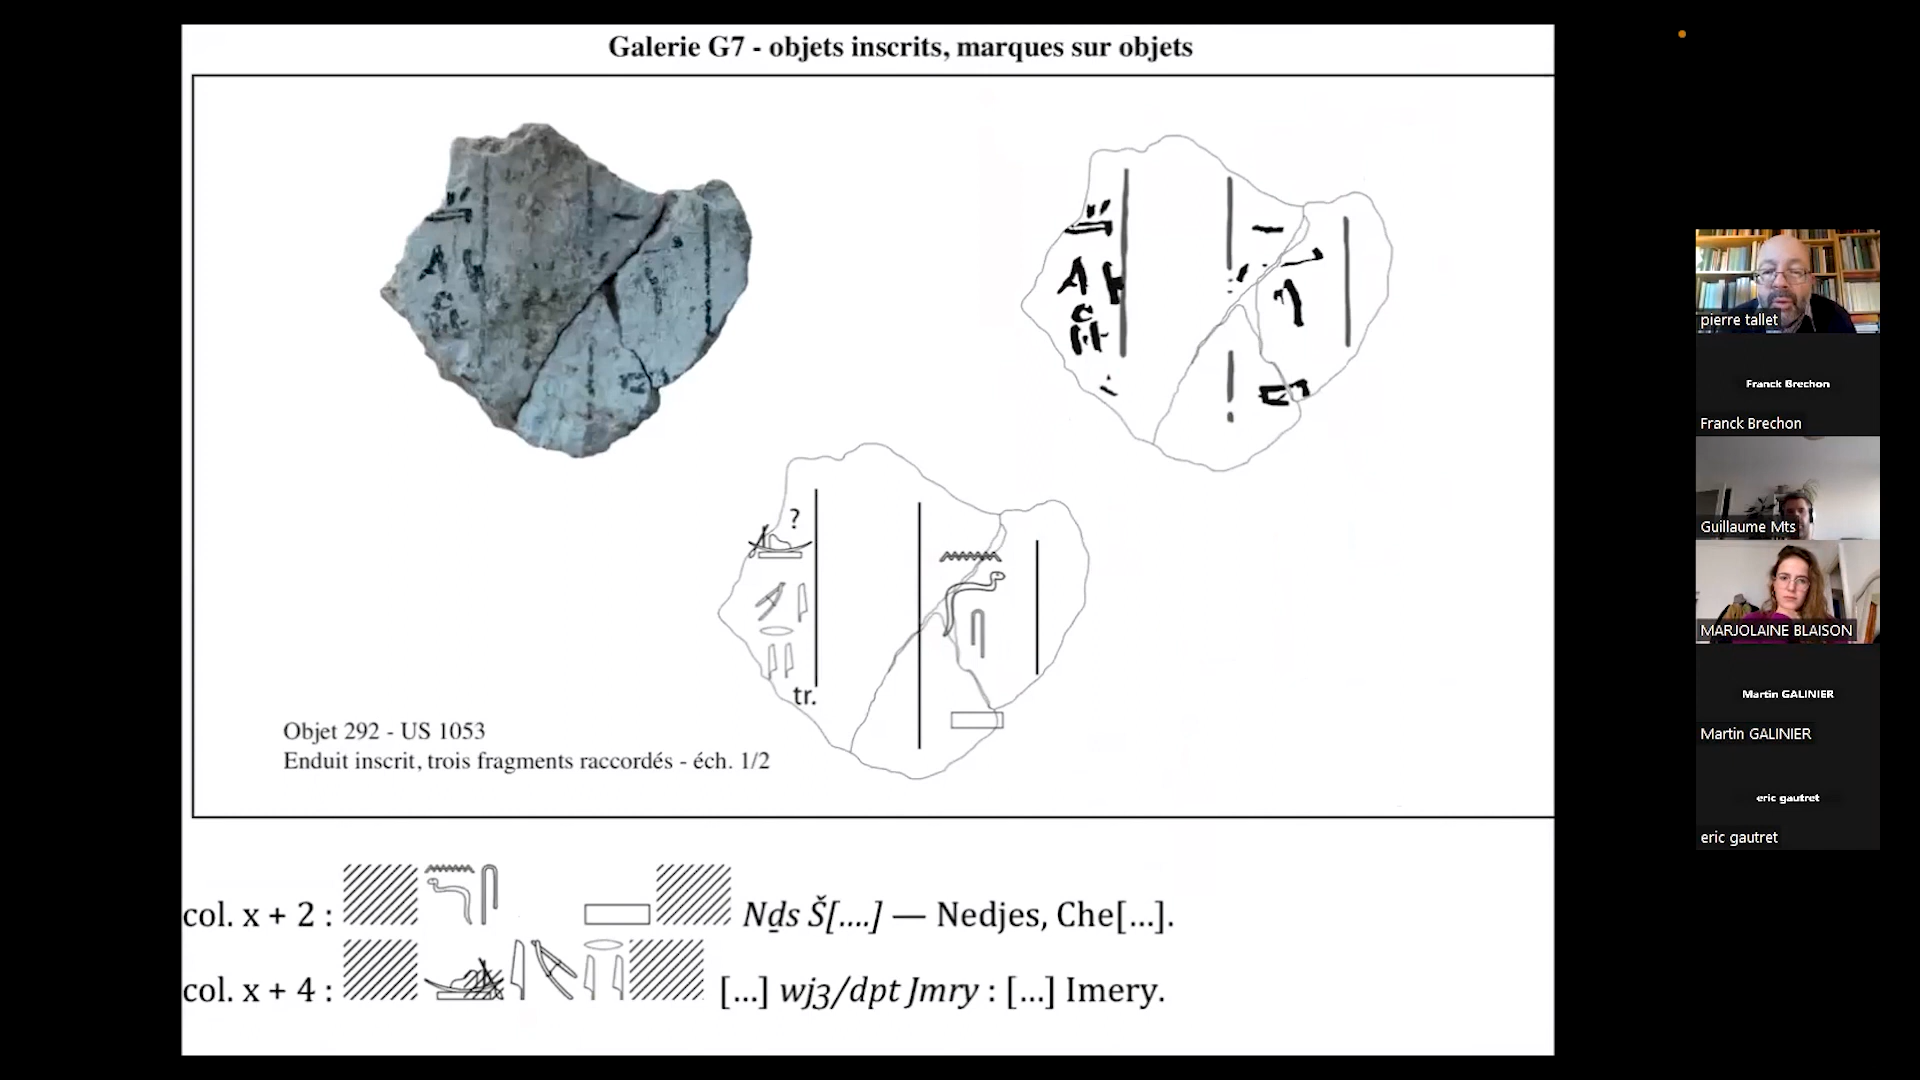 Galerie G7 - objets inscrits, marques sur objets
?
tr.
Objet 292 - US 1053
Enduit inscrit, trois fragments raccordés - éch. 1/2
col. x + 2 : Nḏs Š[....] — Nedjes, Che[...].
col. x + 4 : [...] wjꜣ/dpt Jmry : [...] Imery.
pierre tallet
Franck Brechon
Franck Brechon
Guillaume Mts
MARJOLAINE BLAISON
Martin GALINIER
Martin GALINIER
eric gautret
eric gautret